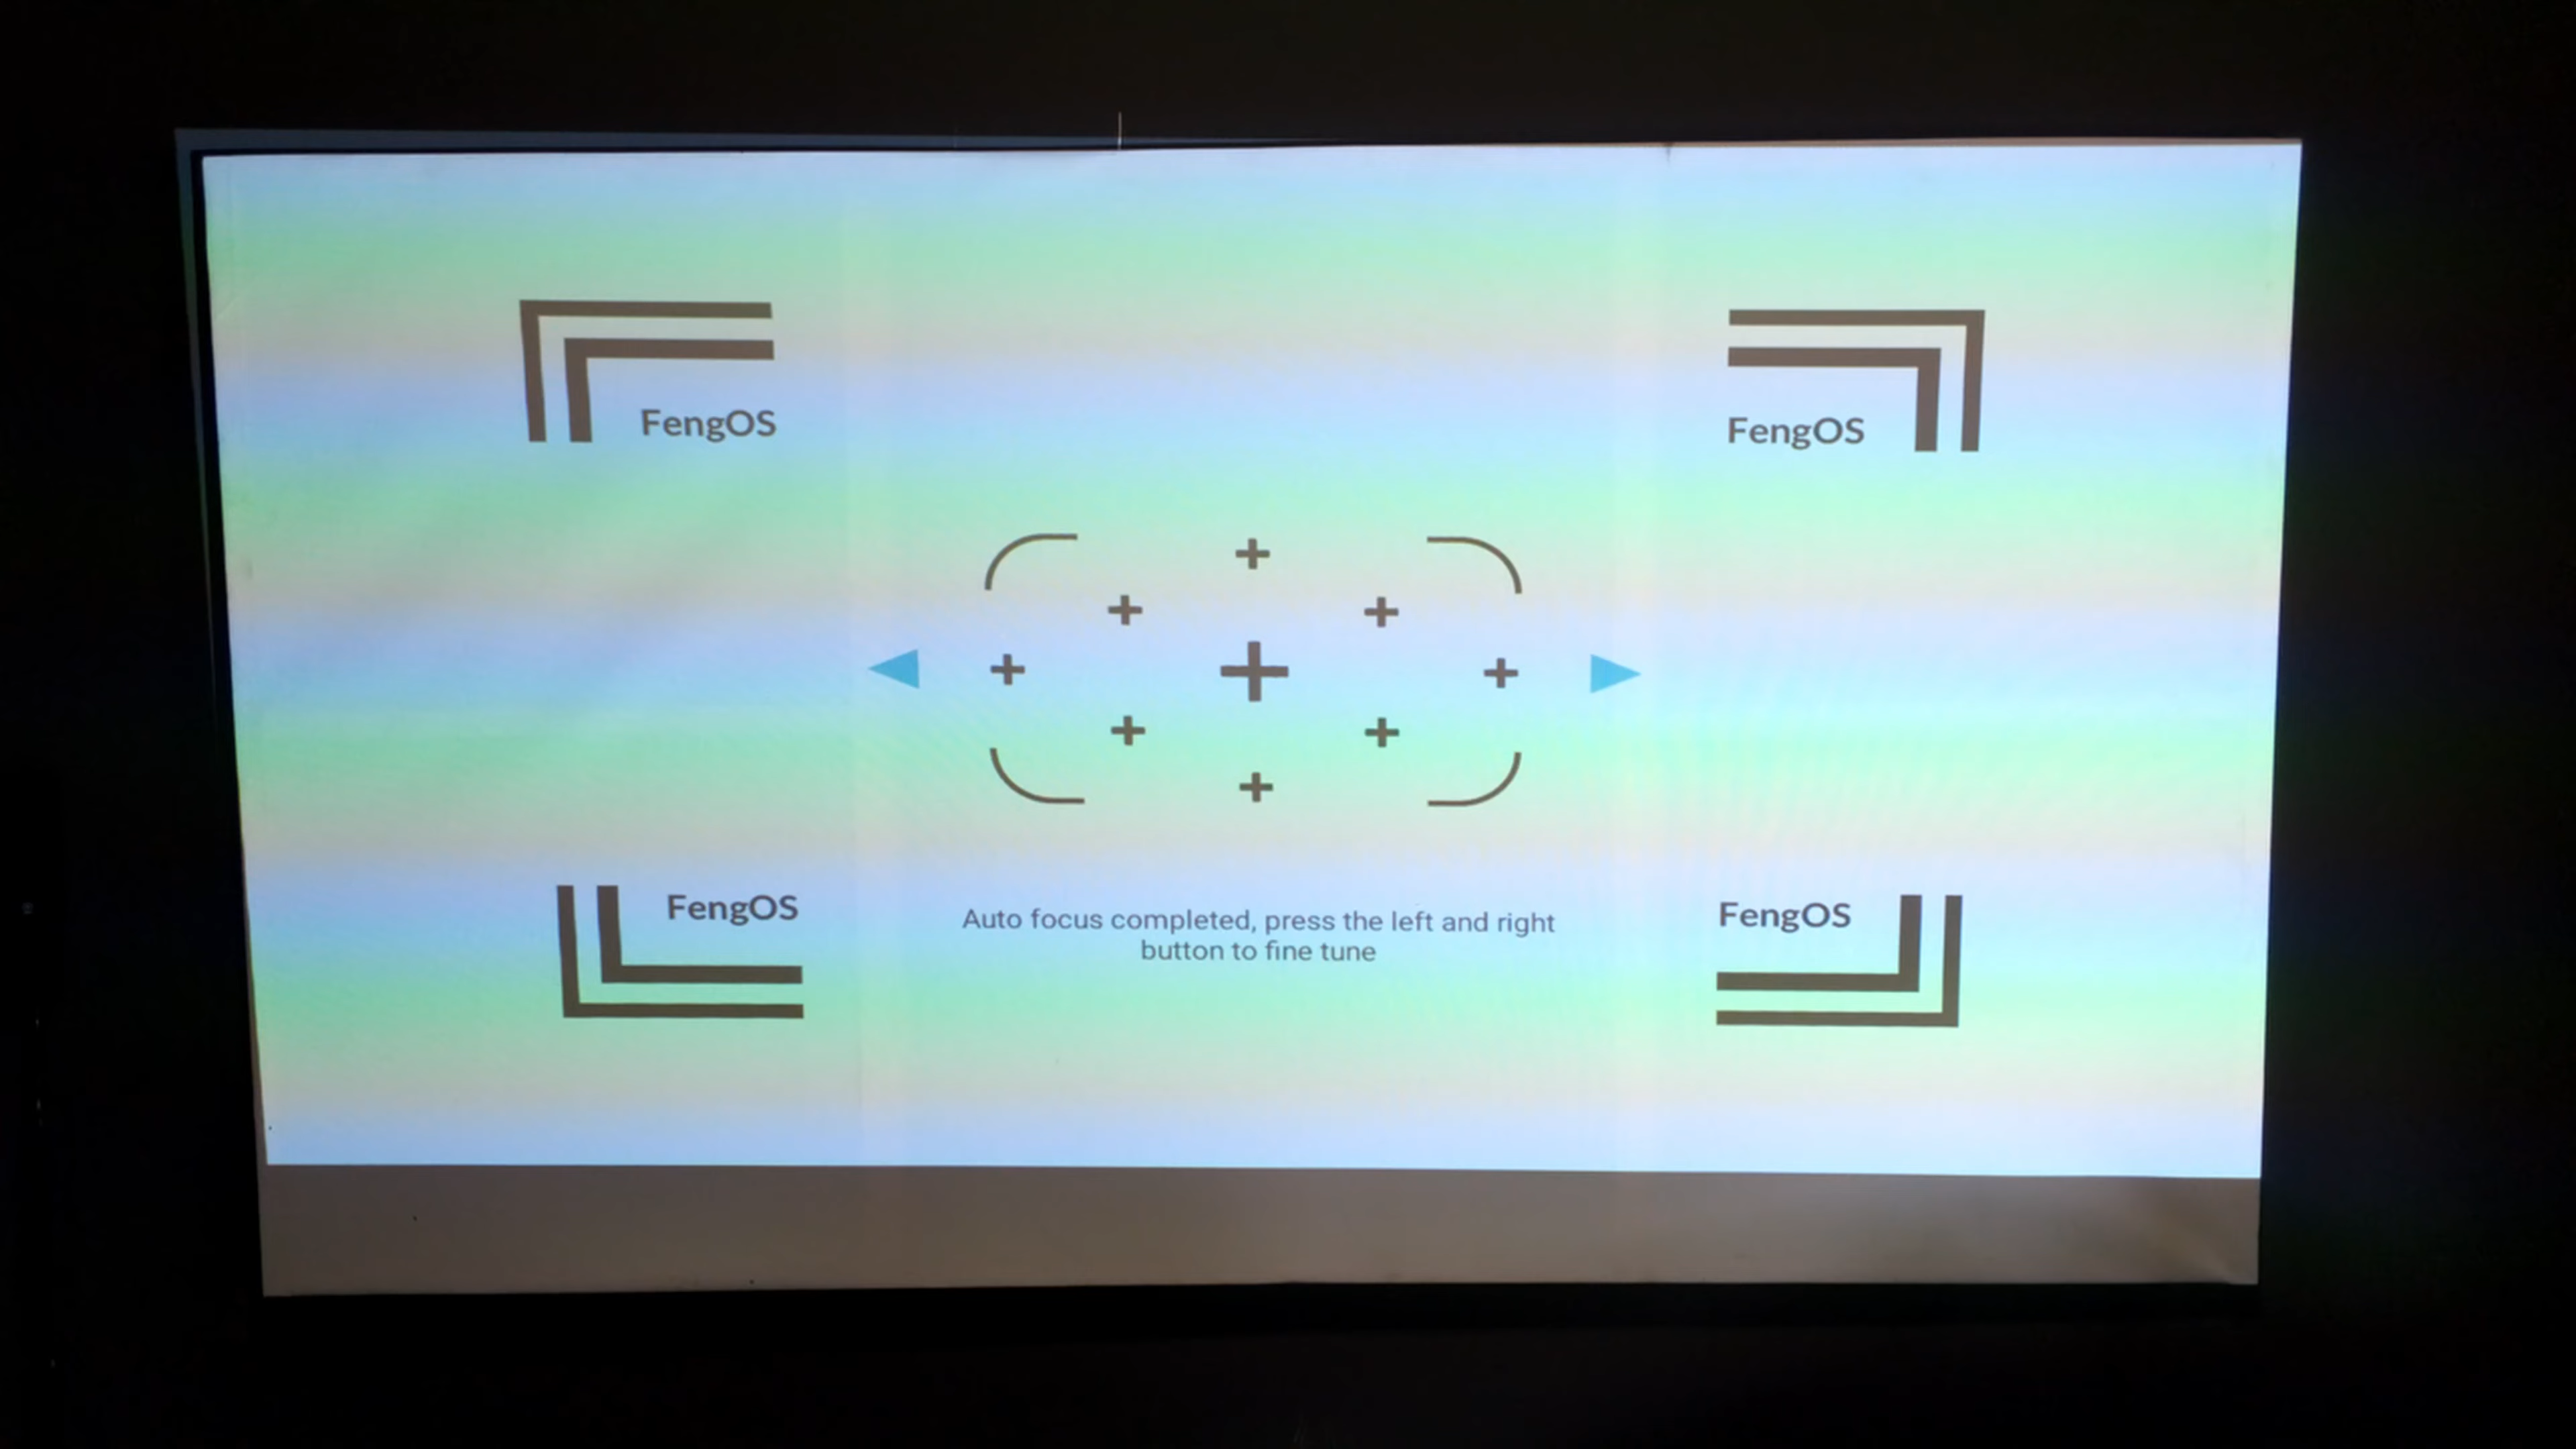 FengOS
FengOS
FengOS
FengOS
Auto focus completed, press the left and right
button to fine tune